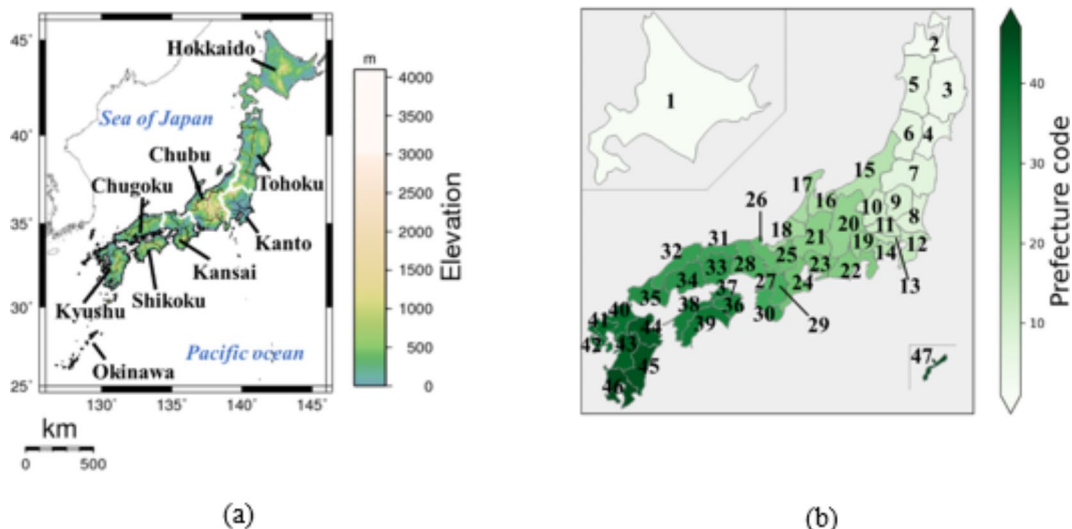 m
45°
40°
35°
30°
25°
130° 135° 140° 145°
Hokkaido
Sea of Japan
Chubu
Chugoku
Tohoku
Kanto
Kansai
Shikoku
Kyushu
Pacific ocean
Okinawa
4000
3500
3000
2500
2000
1500
1000
500
0
Elevation
km
0 500
(a)
1
2
5 3
6 4
7
15
17
16 9
26 10
18 20 8
31 11
32 21 19 12
25 14
28 23 22 13
33 27 24
34 37
35 36 29
38 30
40 39
41 44
42 43
45
46
47
40
30
20
10
Prefecture code
(b)